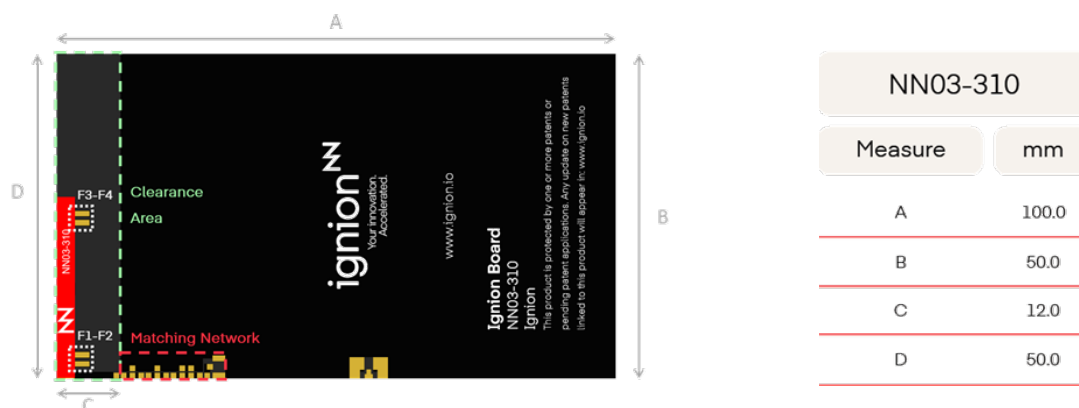 A
D
B
C
F3-F4
Clearance
Area
NN03-310
NN
F1-F2
Matching Network
ignion NN
Your innovation.
Accelerated.
www.ignion.io
Ignion Board
NN03-310
Ignion
This product is protected by one or more patents or
pending patent applications. Any update on new patents
linked to this product will appear in: www.ignion.io
NN03-310
Measure mm
A 100.0
B 50.0
C 12.0
D 50.0